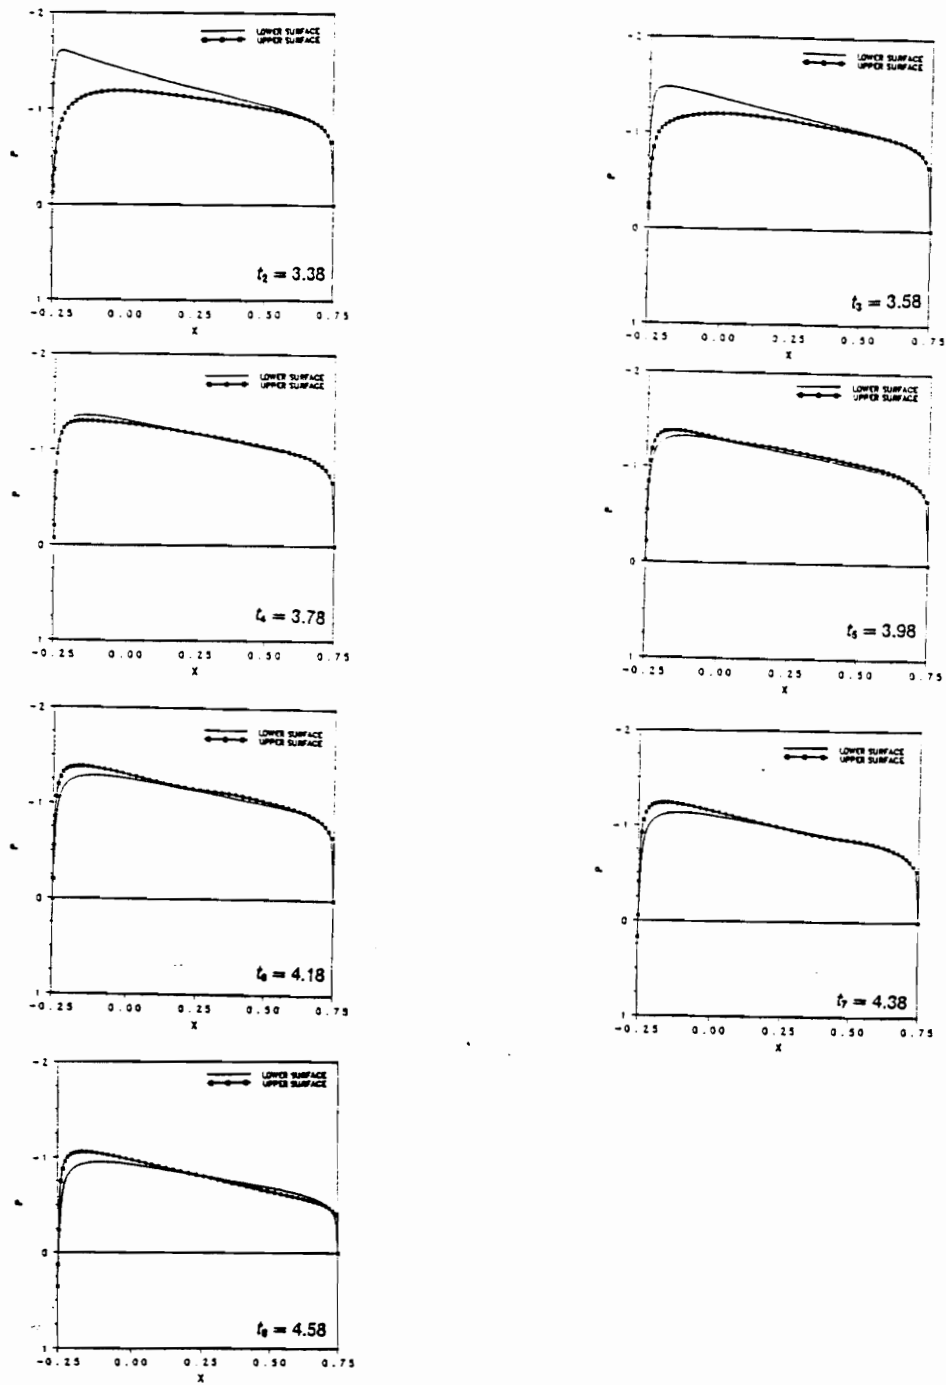 -2
LOWER SURFACE
UPPER SURFACE
-1
P
0
t₂ = 3.38
1
-0.25 0.00 0.25 0.50 0.75
X
-2
LOWER SURFACE
UPPER SURFACE
-1
P
0
t₃ = 3.58
1
-0.25 0.00 0.25 0.50 0.75
X
-2
LOWER SURFACE
UPPER SURFACE
-1
P
0
t₄ = 3.78
1
-0.25 0.00 0.25 0.50 0.75
X
-2
LOWER SURFACE
UPPER SURFACE
-1
P
0
t₅ = 3.98
1
-0.25 0.00 0.25 0.50 0.75
X
-2
LOWER SURFACE
UPPER SURFACE
-1
P
0
t₆ = 4.18
1
-0.25 0.00 0.25 0.50 0.75
X
-2
LOWER SURFACE
UPPER SURFACE
-1
P
0
t₇ = 4.38
1
-0.25 0.00 0.25 0.50 0.75
X
-2
LOWER SURFACE
UPPER SURFACE
-1
P
0
t₈ = 4.58
1
-0.25 0.00 0.25 0.50 0.75
X